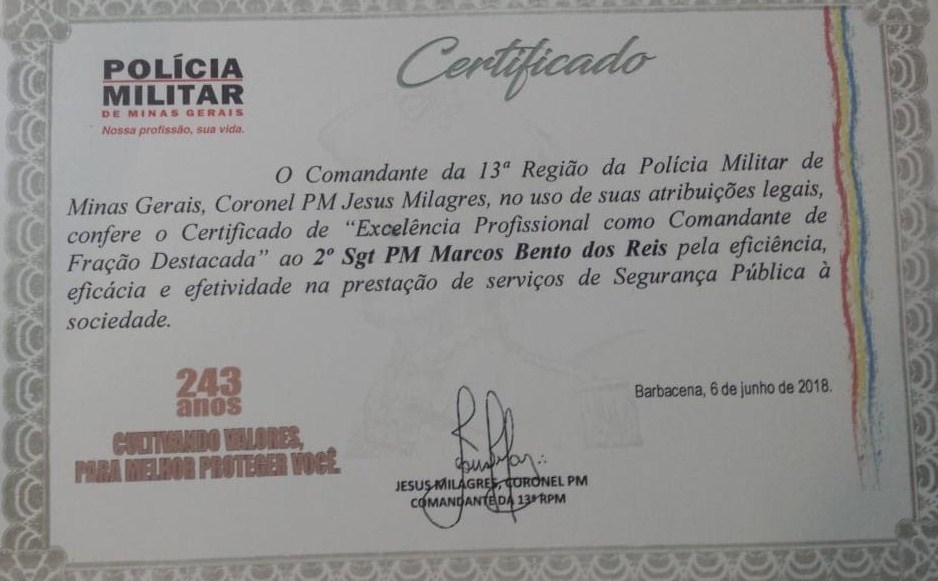 POLÍCIA
MILITAR
DE MINAS GERAIS
Nossa profissão, sua vida.
Certificado
O Comandante da 13ª Região da Polícia Militar de
Minas Gerais, Coronel PM Jesus Milagres, no uso de suas atribuições legais,
confere o Certificado de “Excelência Profissional como Comandante de
Fração Destacada” ao 2º Sgt PM Marcos Bento dos Reis pela eficiência,
eficácia e efetividade na prestação de serviços de Segurança Pública à
sociedade.
243
anos
CULTIVANDO VALORES,
PARA MELHOR PROTEGER VOCÊ.
Barbacena, 6 de junho de 2018.
JESUS MILAGRES, CORONEL PM
COMANDANTE DA 13ª RPM